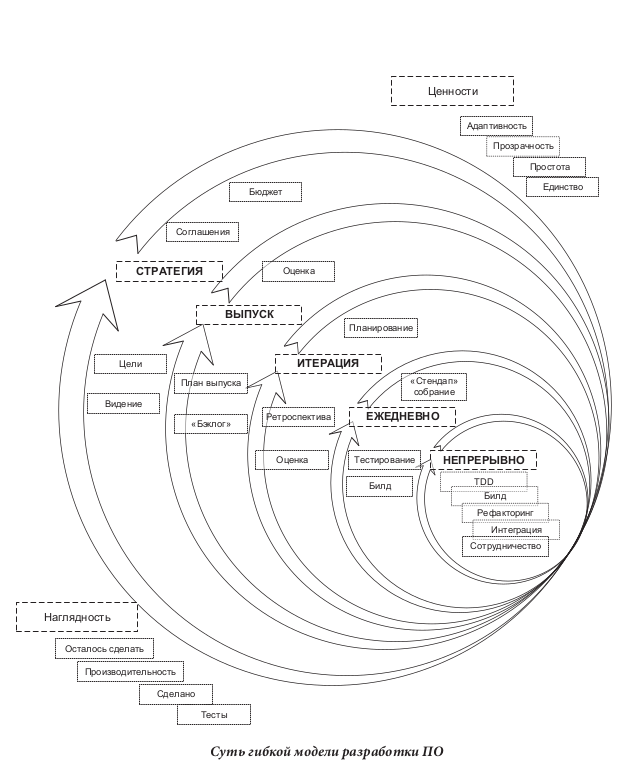 Ценности
Адаптивность
Прозрачность
Простота
Единство
Бюджет
Соглашения
СТРАТЕГИЯ
Оценка
ВЫПУСК
Планирование
ИТЕРАЦИЯ
Цели
План выпуска
«Стендап»
собрание
Видение
Ретроспектива
ЕЖЕДНЕВНО
«Бэклог»
Оценка
Тестирование
НЕПРЕРЫВНО
Билд
TDD
Билд
Рефакторинг
Интеграция
Сотрудничество
Наглядность
Осталось сделать
Производительность
Сделано
Тесты
Суть гибкой модели разработки ПО